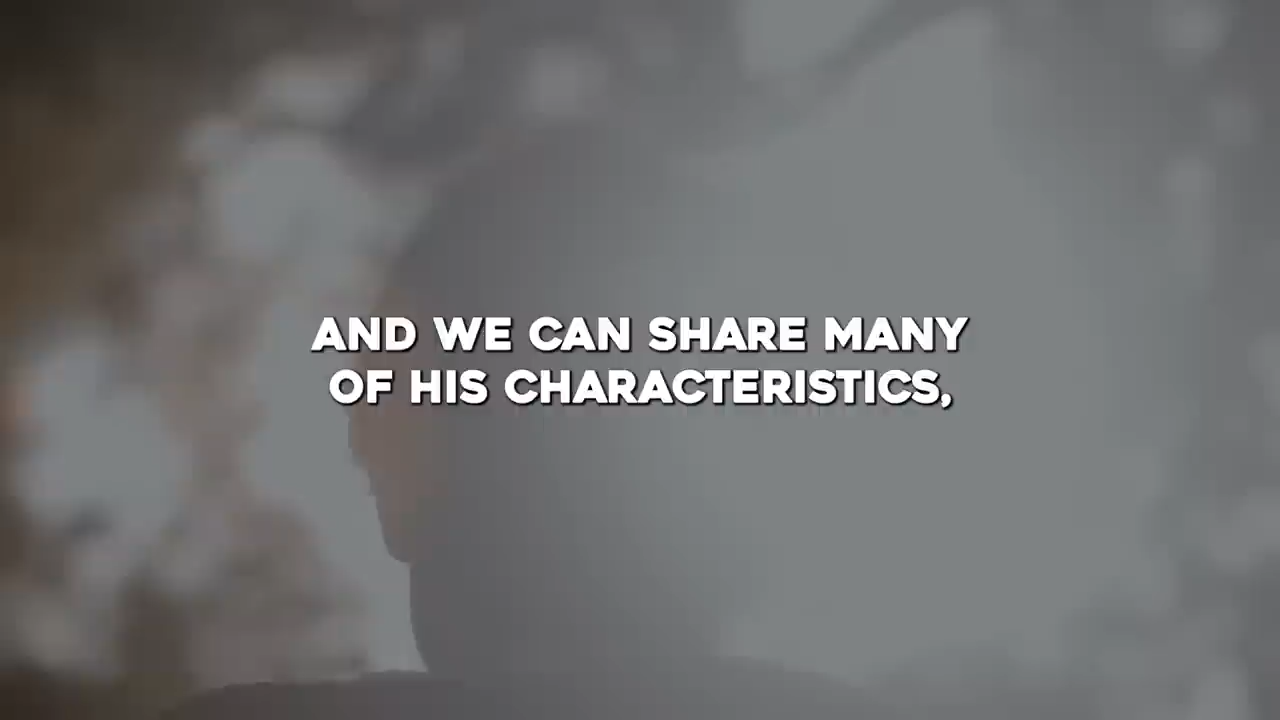 AND WE CAN SHARE MANY
OF HIS CHARACTERISTICS,